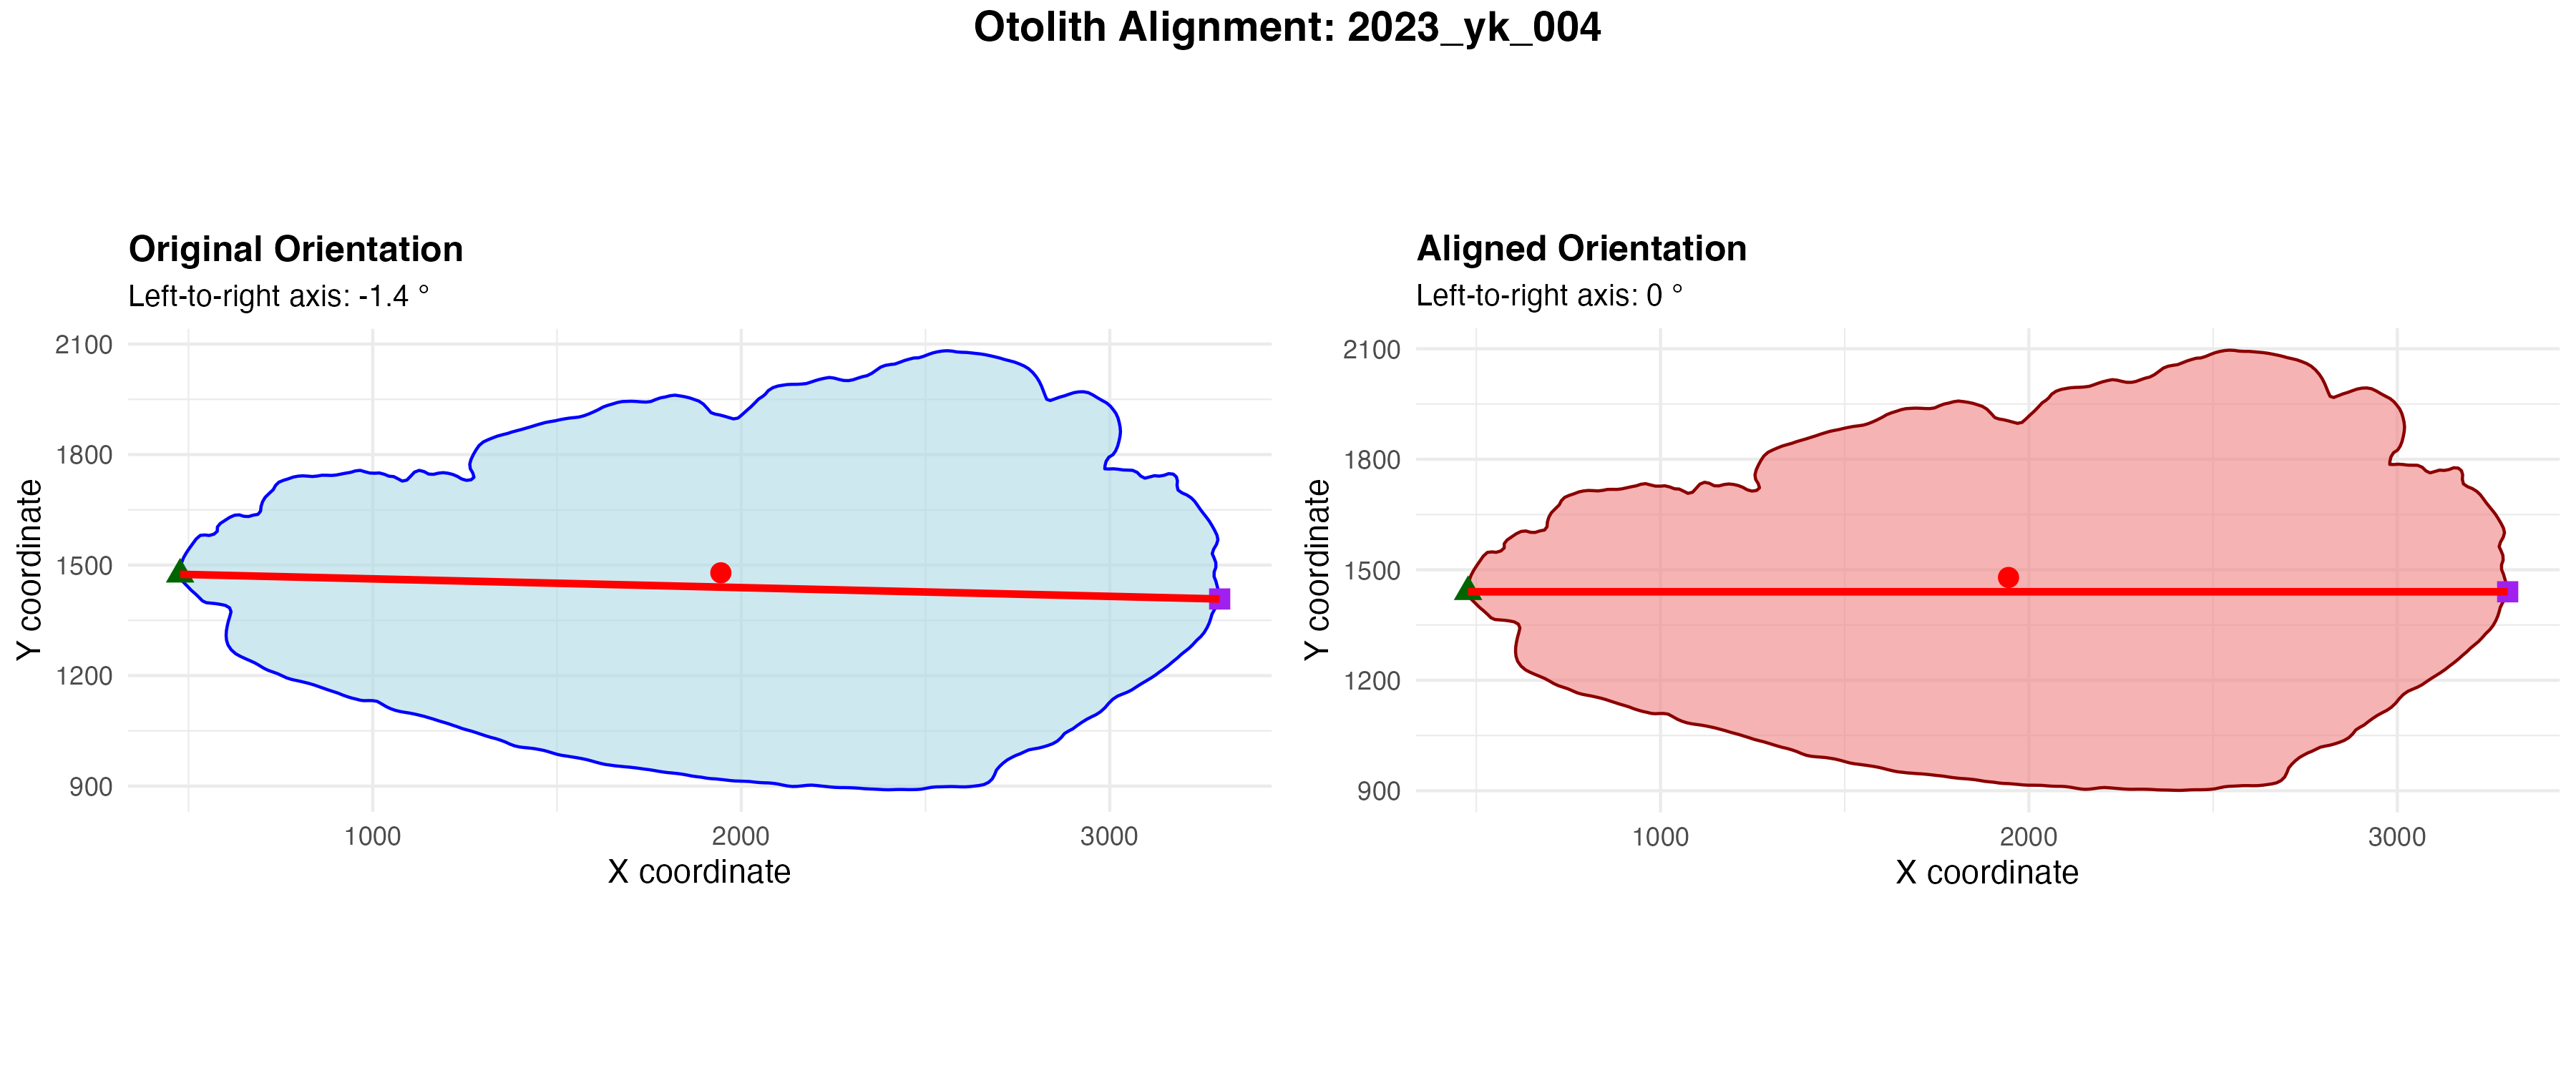 Otolith Alignment: 2023_yk_004
Original Orientation
Left-to-right axis: -1.4 °
2100
1800
1500
1200
900
Y coordinate
1000 2000 3000
X coordinate
Aligned Orientation
Left-to-right axis: 0 °
2100
1800
1500
1200
900
Y coordinate
1000 2000 3000
X coordinate